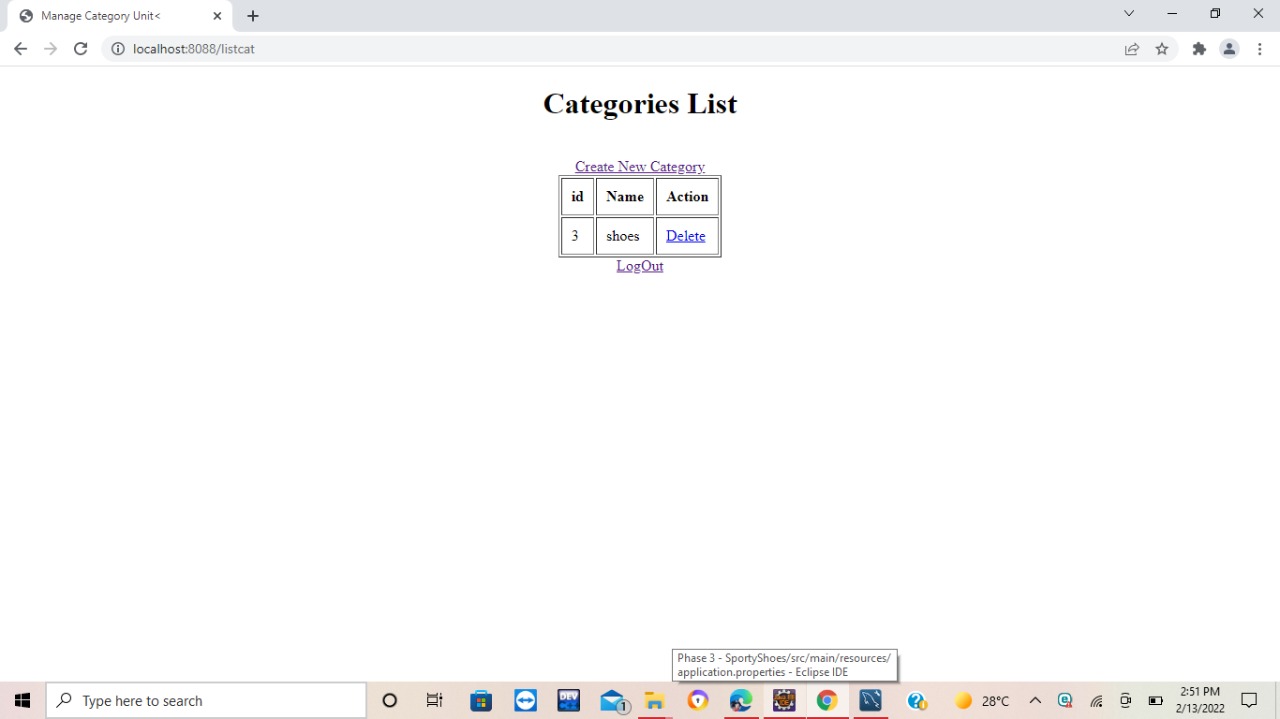 Manage Category Unit<
localhost:8088/listcat
Categories List
Create New Category
id Name Action
3 shoes Delete
LogOut
Phase 3 - SportyShoes/src/main/resources/
application.properties - Eclipse IDE
Type here to search
DEV
1
28°C
2:51 PM
2/13/2022